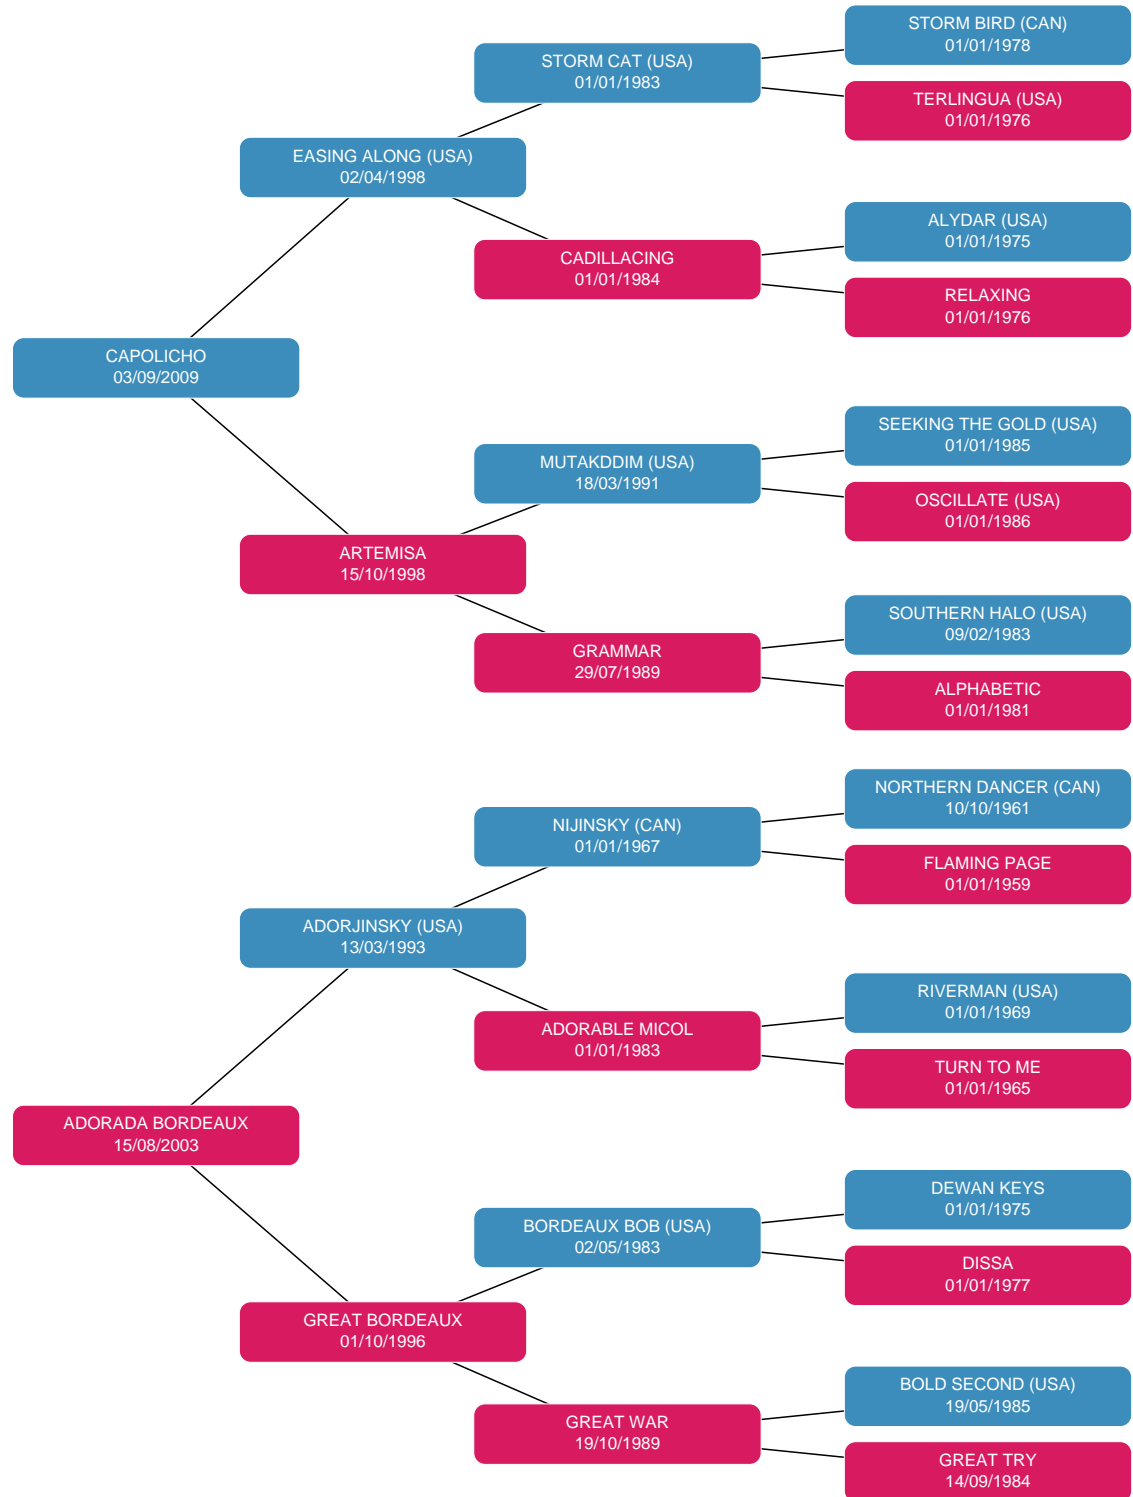 STORM BIRD (CAN)
01/01/1978
STORM CAT (USA)
01/01/1983
TERLINGUA (USA)
01/01/1976
EASING ALONG (USA)
02/04/1998
ALYDAR (USA)
01/01/1975
CADILLACING
01/01/1984
RELAXING
01/01/1976
CAPOLICHO
03/09/2009
SEEKING THE GOLD (USA)
01/01/1985
MUTAKDDIM (USA)
18/03/1991
OSCILLATE (USA)
01/01/1986
ARTEMISA
15/10/1998
SOUTHERN HALO (USA)
09/02/1983
GRAMMAR
29/07/1989
ALPHABETIC
01/01/1981
NORTHERN DANCER (CAN)
10/10/1961
NIJINSKY (CAN)
01/01/1967
FLAMING PAGE
01/01/1959
ADORJINSKY (USA)
13/03/1993
RIVERMAN (USA)
01/01/1969
ADORABLE MICOL
01/01/1983
TURN TO ME
01/01/1965
ADORADA BORDEAUX
15/08/2003
DEWAN KEYS
01/01/1975
BORDEAUX BOB (USA)
02/05/1983
DISSA
01/01/1977
GREAT BORDEAUX
01/10/1996
BOLD SECOND (USA)
19/05/1985
GREAT WAR
19/10/1989
GREAT TRY
14/09/1984